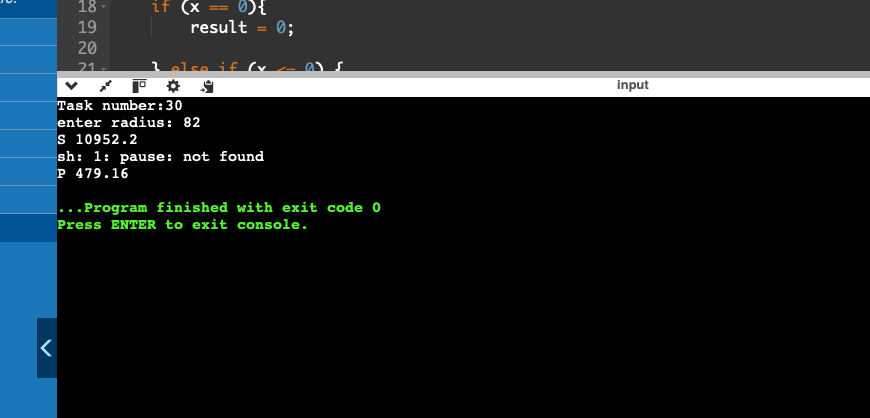 18 if (x == 0){
19 result = 0;
20
21 } else if (x <= 0) {
input
Task number:30
enter radius: 82
S 10952.2
sh: 1: pause: not found
P 479.16
...Program finished with exit code 0
Press ENTER to exit console.